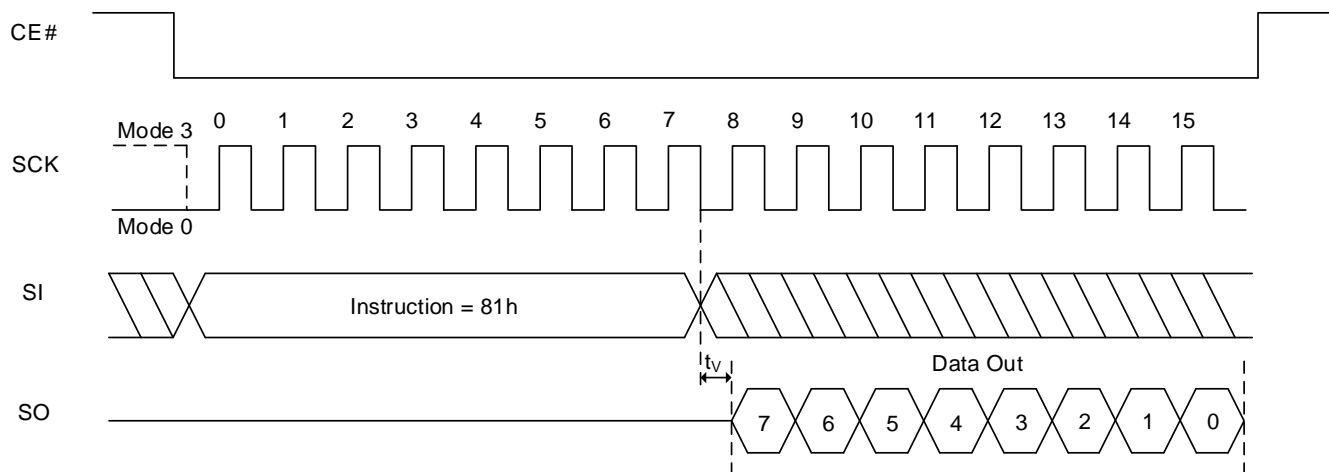 CE#
0 1 2 3 4 5 6 7 8 9 10 11 12 13 14 15
Mode 3
SCK
Mode 0
SI
Instruction = 81h
tV
Data Out
SO
7 6 5 4 3 2 1 0